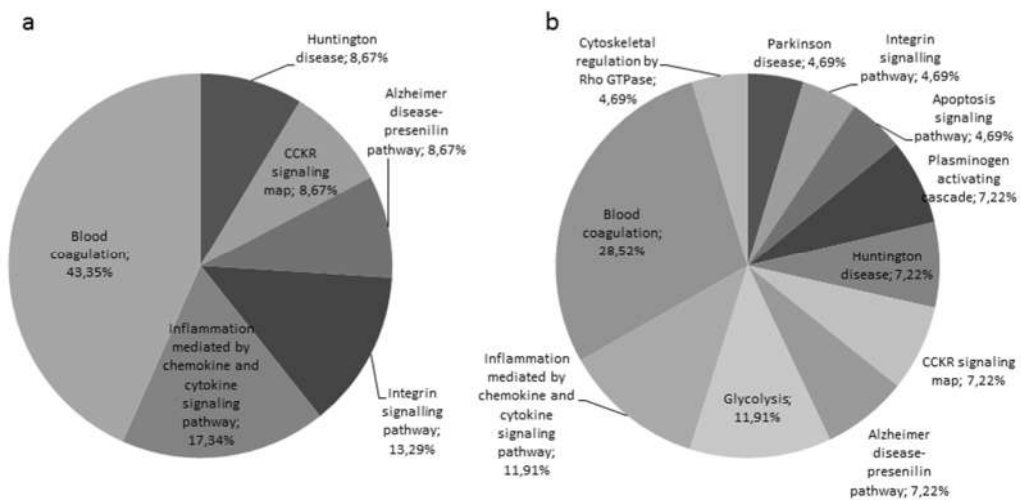 a
Huntington
disease; 8,67%
Alzheimer
disease-
presenilin
pathway; 8,67%
CCKR
signaling
map; 8,67%
Blood
coagulation;
43,35%
Inflammation
mediated by
chemokine and
cytokine
signaling
pathway;
17,34%
Integrin
signalling
pathway;
13,29%
b
Cytoskeletal
regulation by
Rho GTPase;
4,69%
Parkinson
disease; 4,69%
Integrin
signalling
pathway; 4,69%
Apoptosis
signaling
pathway; 4,69%
Plasminogen
activating
cascade; 7,22%
Blood
coagulation;
28,52%
Huntington
disease; 7,22%
CCKR signaling
map; 7,22%
Inflammation
mediated by
chemokine and
cytokine
signaling
pathway;
11,91%
Glycolysis;
11,91%
Alzheimer
disease-
presenilin
pathway; 7,22%